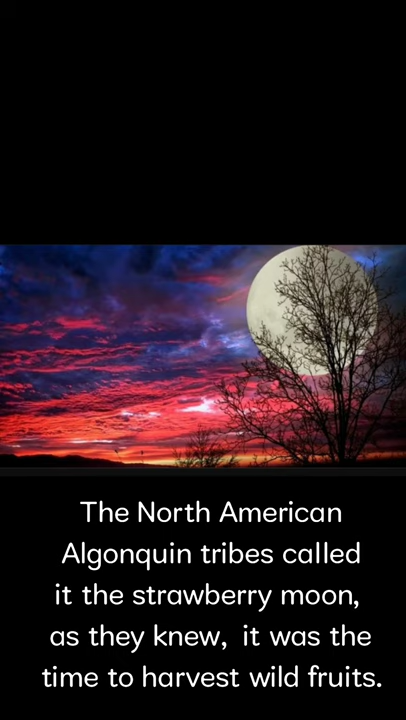 The North American
Algonquin tribes called
it the strawberry moon,
as they knew, it was the
time to harvest wild fruits.